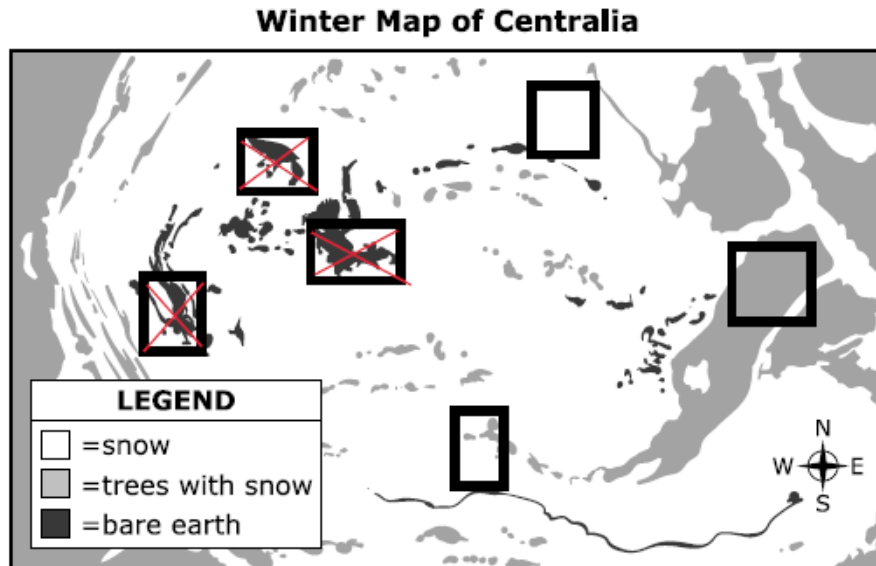 Winter Map of Centralia
LEGEND
=snow
=trees with snow
=bare earth
N
W E
S